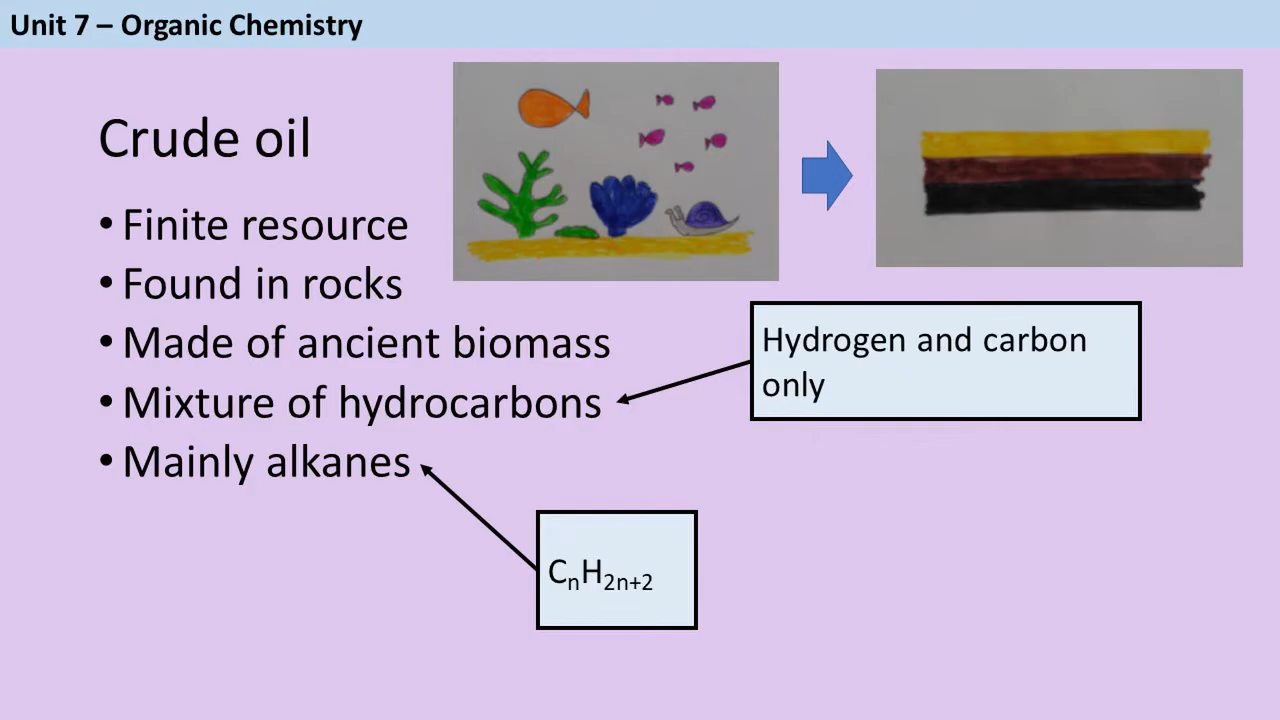 Unit 7 – Organic Chemistry
Crude oil
• Finite resource
• Found in rocks
• Made of ancient biomass
• Mixture of hydrocarbons
• Mainly alkanes
Hydrogen and carbon
only
CₙH₂ₙ₊₂